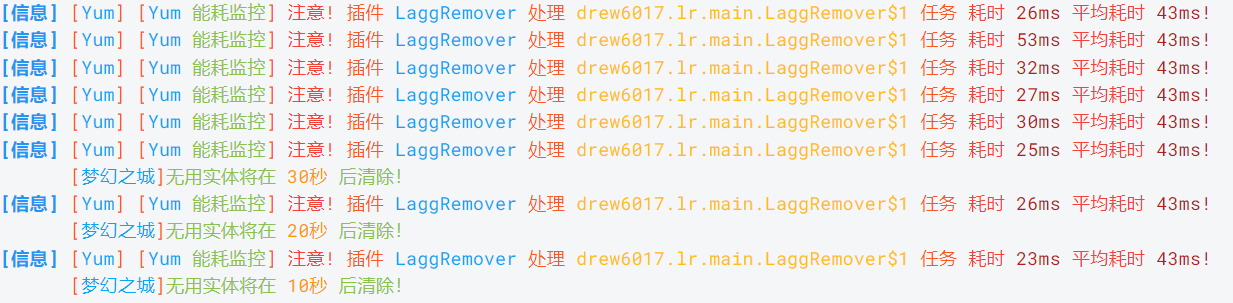 [信息] [Yum] [Yum 能耗监控] 注意! 插件 LaggRemover 处理 drew6017.lr.main.LaggRemover$1 任务 耗时 26ms 平均耗时 43ms!
[信息] [Yum] [Yum 能耗监控] 注意! 插件 LaggRemover 处理 drew6017.lr.main.LaggRemover$1 任务 耗时 53ms 平均耗时 43ms!
[信息] [Yum] [Yum 能耗监控] 注意! 插件 LaggRemover 处理 drew6017.lr.main.LaggRemover$1 任务 耗时 32ms 平均耗时 43ms!
[信息] [Yum] [Yum 能耗监控] 注意! 插件 LaggRemover 处理 drew6017.lr.main.LaggRemover$1 任务 耗时 27ms 平均耗时 43ms!
[信息] [Yum] [Yum 能耗监控] 注意! 插件 LaggRemover 处理 drew6017.lr.main.LaggRemover$1 任务 耗时 30ms 平均耗时 43ms!
[信息] [Yum] [Yum 能耗监控] 注意! 插件 LaggRemover 处理 drew6017.lr.main.LaggRemover$1 任务 耗时 25ms 平均耗时 43ms!
[梦幻之城]无用实体将在 30秒 后清除!
[信息] [Yum] [Yum 能耗监控] 注意! 插件 LaggRemover 处理 drew6017.lr.main.LaggRemover$1 任务 耗时 26ms 平均耗时 43ms!
[梦幻之城]无用实体将在 20秒 后清除!
[信息] [Yum] [Yum 能耗监控] 注意! 插件 LaggRemover 处理 drew6017.lr.main.LaggRemover$1 任务 耗时 23ms 平均耗时 43ms!
[梦幻之城]无用实体将在 10秒 后清除!